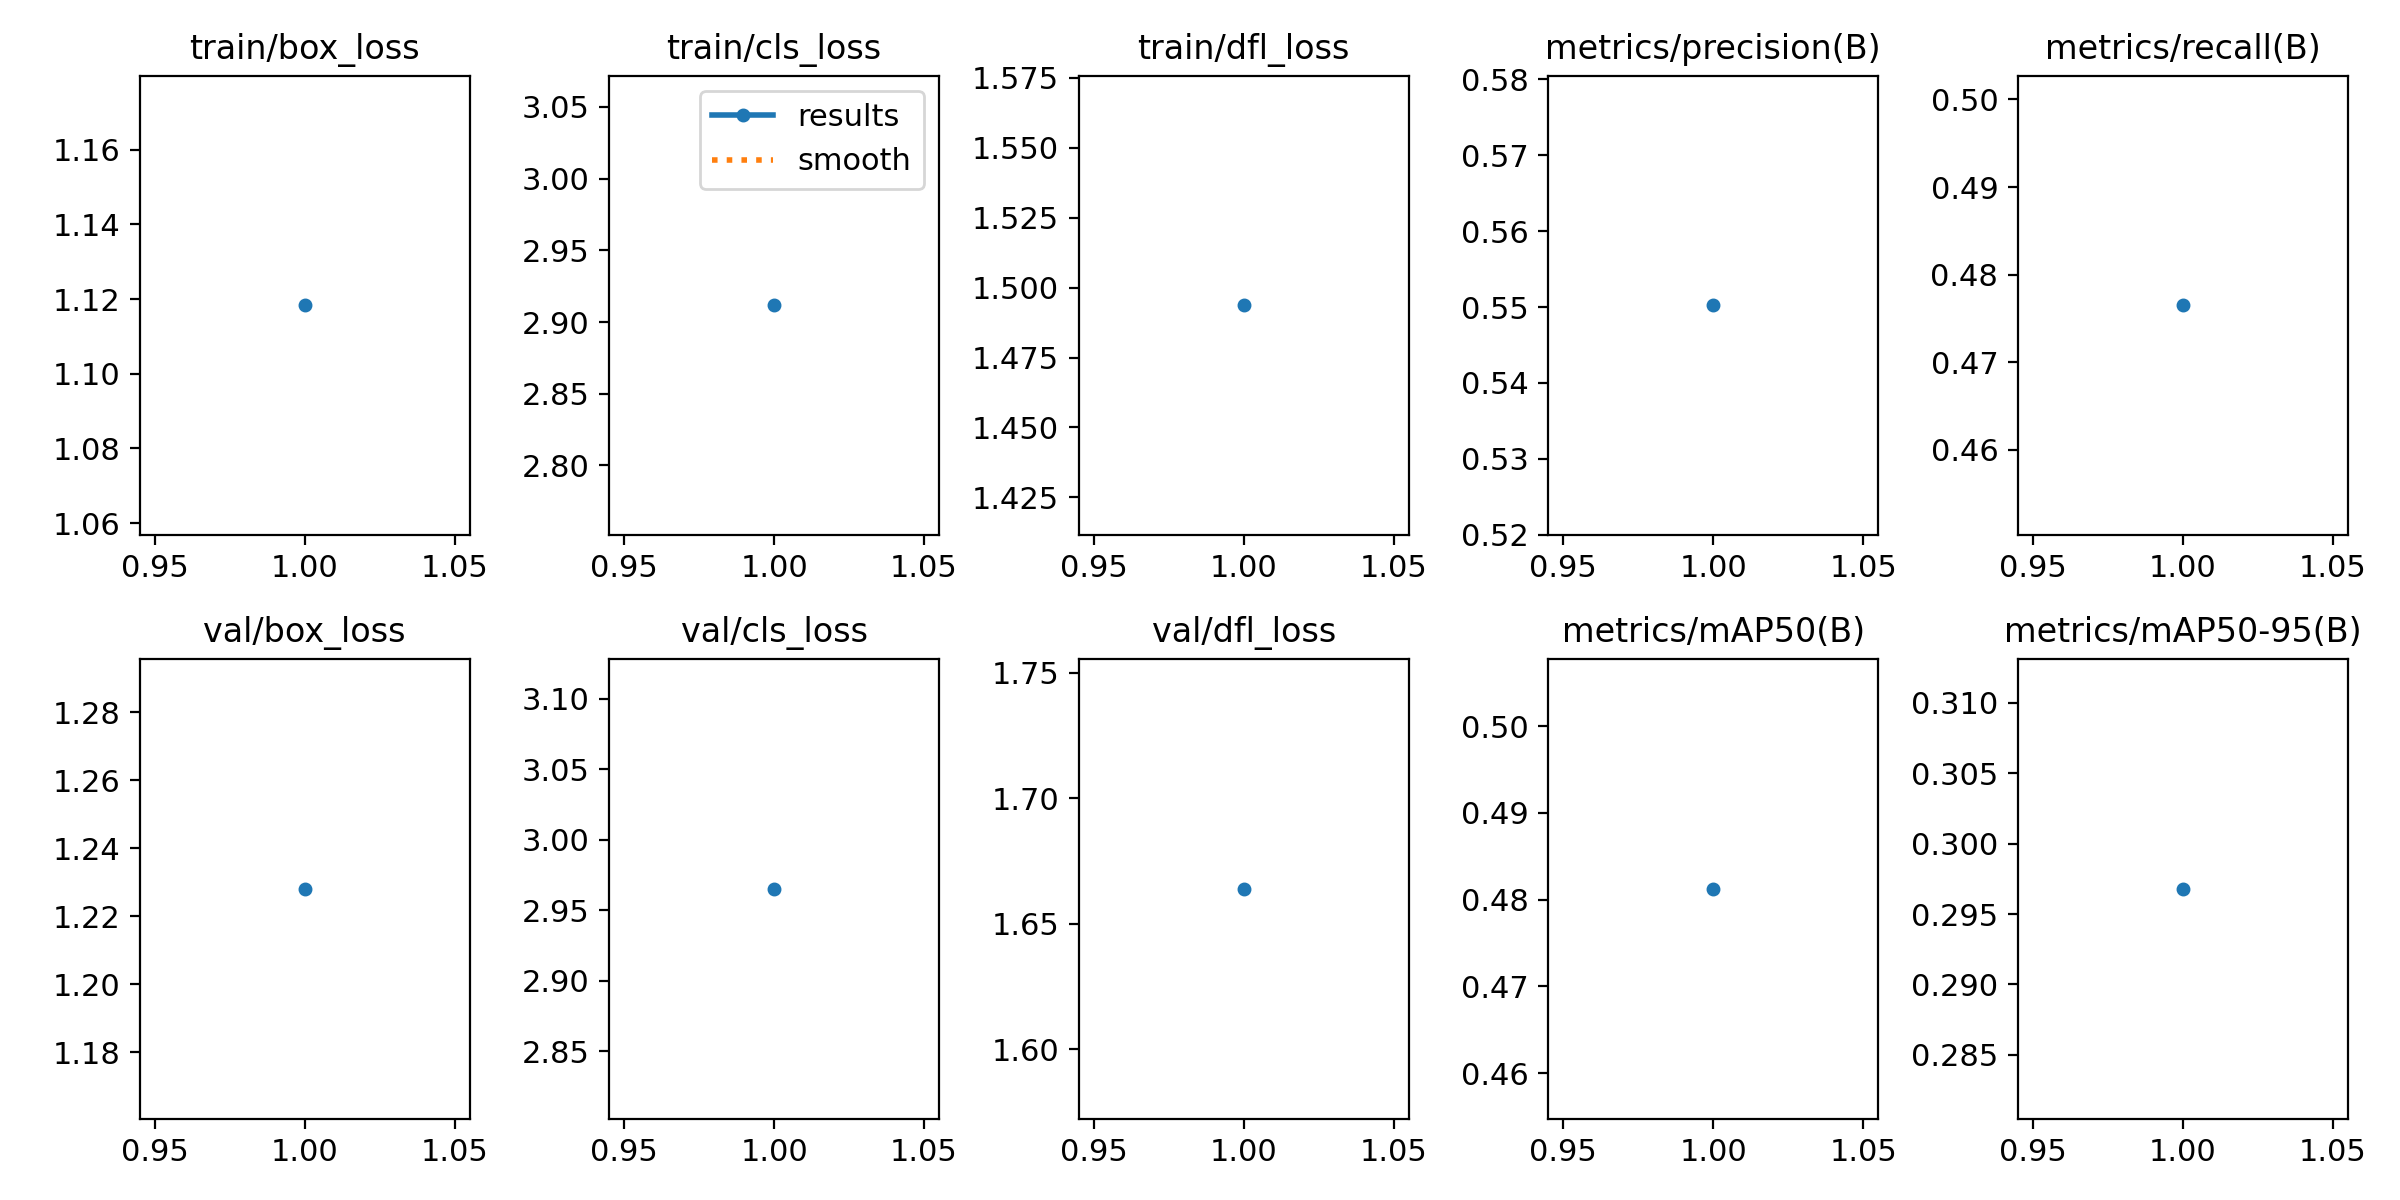 train/box_loss
1.16
1.14
1.12
1.10
1.08
1.06
0.95 1.00 1.05
train/cls_loss
results
smooth
3.05
3.00
2.95
2.90
2.85
2.80
0.95 1.00 1.05
train/dfl_loss
1.575
1.550
1.525
1.500
1.475
1.450
1.425
0.95 1.00 1.05
metrics/precision(B)
0.58
0.57
0.56
0.55
0.54
0.53
0.52
0.95 1.00 1.05
metrics/recall(B)
0.50
0.49
0.48
0.47
0.46
0.95 1.00 1.05
val/box_loss
1.28
1.26
1.24
1.22
1.20
1.18
0.95 1.00 1.05
val/cls_loss
3.10
3.05
3.00
2.95
2.90
2.85
0.95 1.00 1.05
val/dfl_loss
1.75
1.70
1.65
1.60
0.95 1.00 1.05
metrics/mAP50(B)
0.50
0.49
0.48
0.47
0.46
0.95 1.00 1.05
metrics/mAP50-95(B)
0.310
0.305
0.300
0.295
0.290
0.285
0.95 1.00 1.05